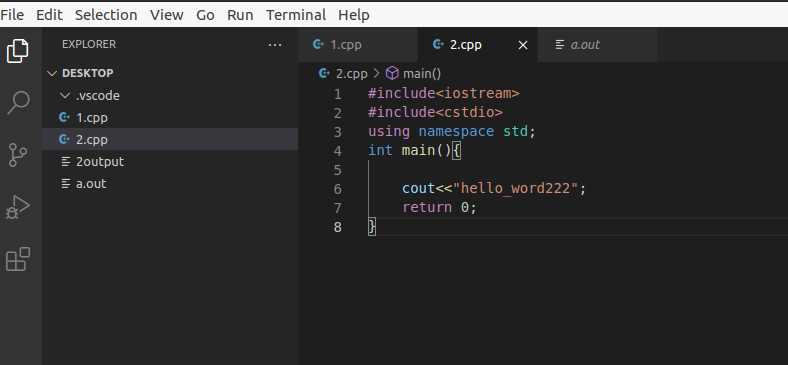 File Edit Selection View Go Run Terminal Help
EXPLORER ...
DESKTOP
.vscode
1.cpp
2.cpp
2output
a.out
1.cpp 2.cpp × a.out
2.cpp > main()
1 #include<iostream>
2 #include<cstdio>
3 using namespace std;
4 int main(){
5
6 cout<<"hello_word222";
7 return 0;
8 }